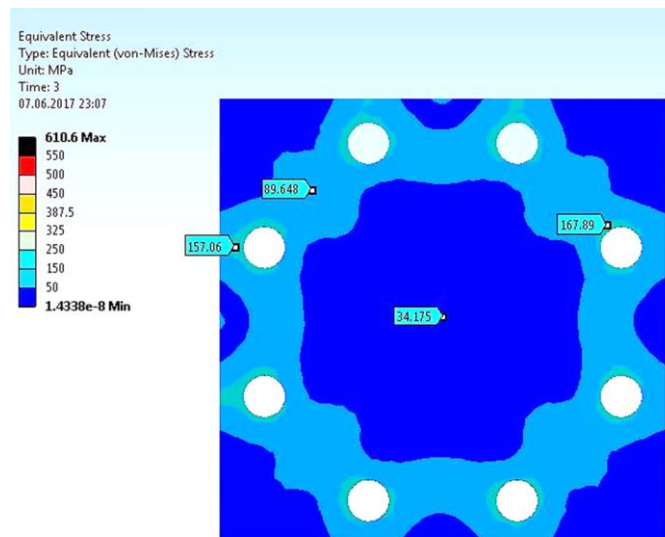 Equivalent Stress
Type: Equivalent (von-Mises) Stress
Unit: MPa
Time: 3
07.06.2017 23:07
610.6 Max
550
500
450
387.5
325
250
150
50
1.4338e-8 Min
89.648
167.89
157.06
34.175